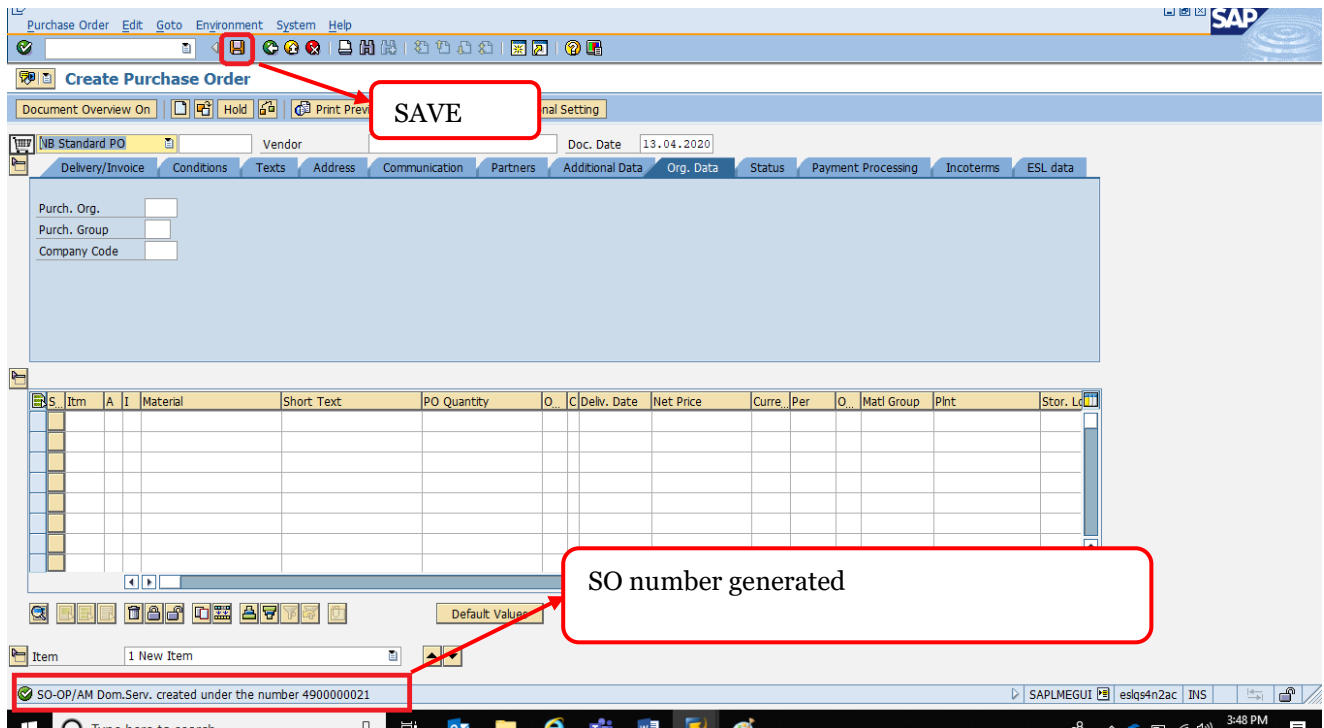 Purchase Order Edit Goto Environment System Help
SAP
Create Purchase Order
Document Overview On Hold Print Previ nal Setting
SAVE
NB Standard PO Vendor Doc. Date 13.04.2020
Delivery/Invoice Conditions Texts Address Communication Partners Additional Data Org. Data Status Payment Processing Incoterms ESL data
Purch. Org.
Purch. Group
Company Code
S... Itm A I Material Short Text PO Quantity O... C Deliv. Date Net Price Curre... Per O... Matl Group Plnt Stor. Lo
SO number generated
Default Values
Item 1 New Item
SO-OP/AM Dom.Serv. created under the number 4900000021 SAPLMEGUI eslqs4n2ac INS
Type here to search 3:48 PM